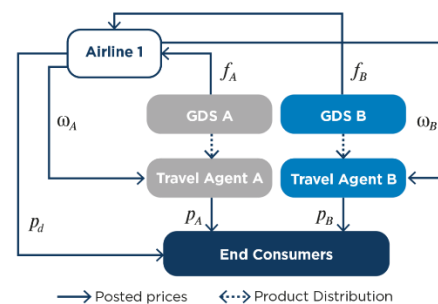 Airline 1
f_A
f_B
GDS A
GDS B
ω_A
ω_B
Travel Agent A
Travel Agent B
p_A
p_B
p_d
End Consumers
Posted prices
Product Distribution